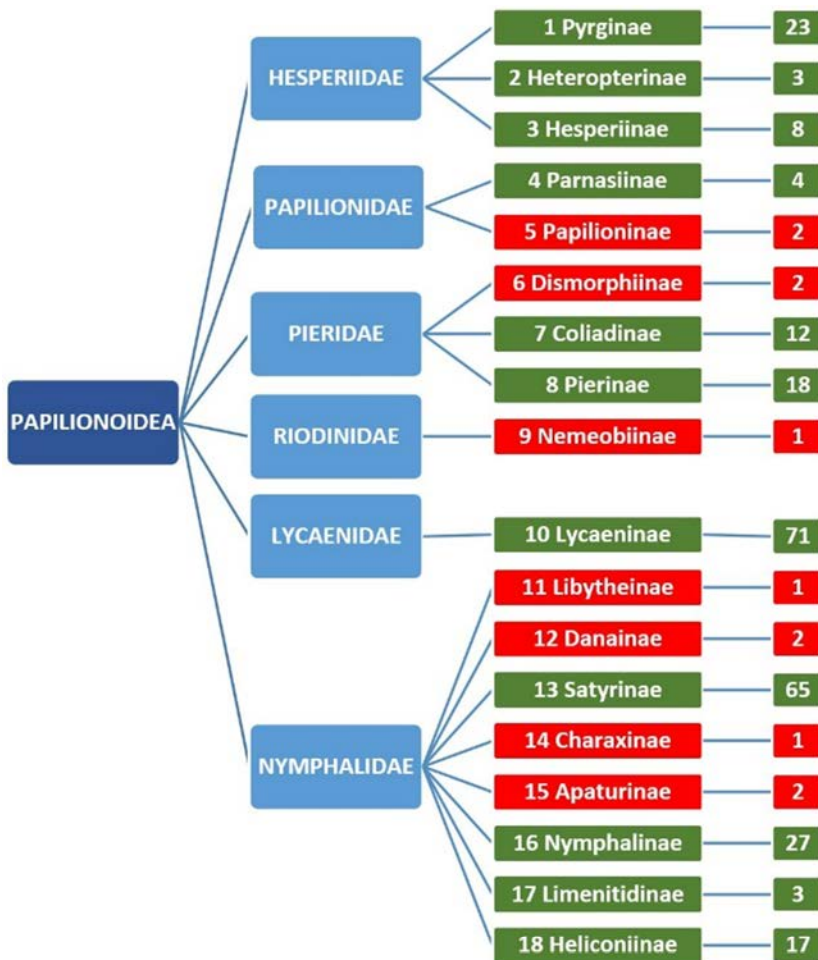 1 Pyrginae 23
HESPERIIDAE
2 Heteropterinae 3
3 Hesperiinae 8
4 Parnasiinae 4
PAPILIONIDAE
5 Papilioninae 2
6 Dismorphiinae 2
PIERIDAE
7 Coliadinae 12
8 Pierinae 18
PAPILIONOIDEA
RIODINIDAE
9 Nemeobiinae 1
LYCAENIDAE
10 Lycaeninae 71
11 Libytheinae 1
12 Danainae 2
13 Satyrinae 65
NYMPHALIDAE
14 Charaxinae 1
15 Apaturinae 2
16 Nymphalinae 27
17 Limenitidinae 3
18 Heliconiinae 17